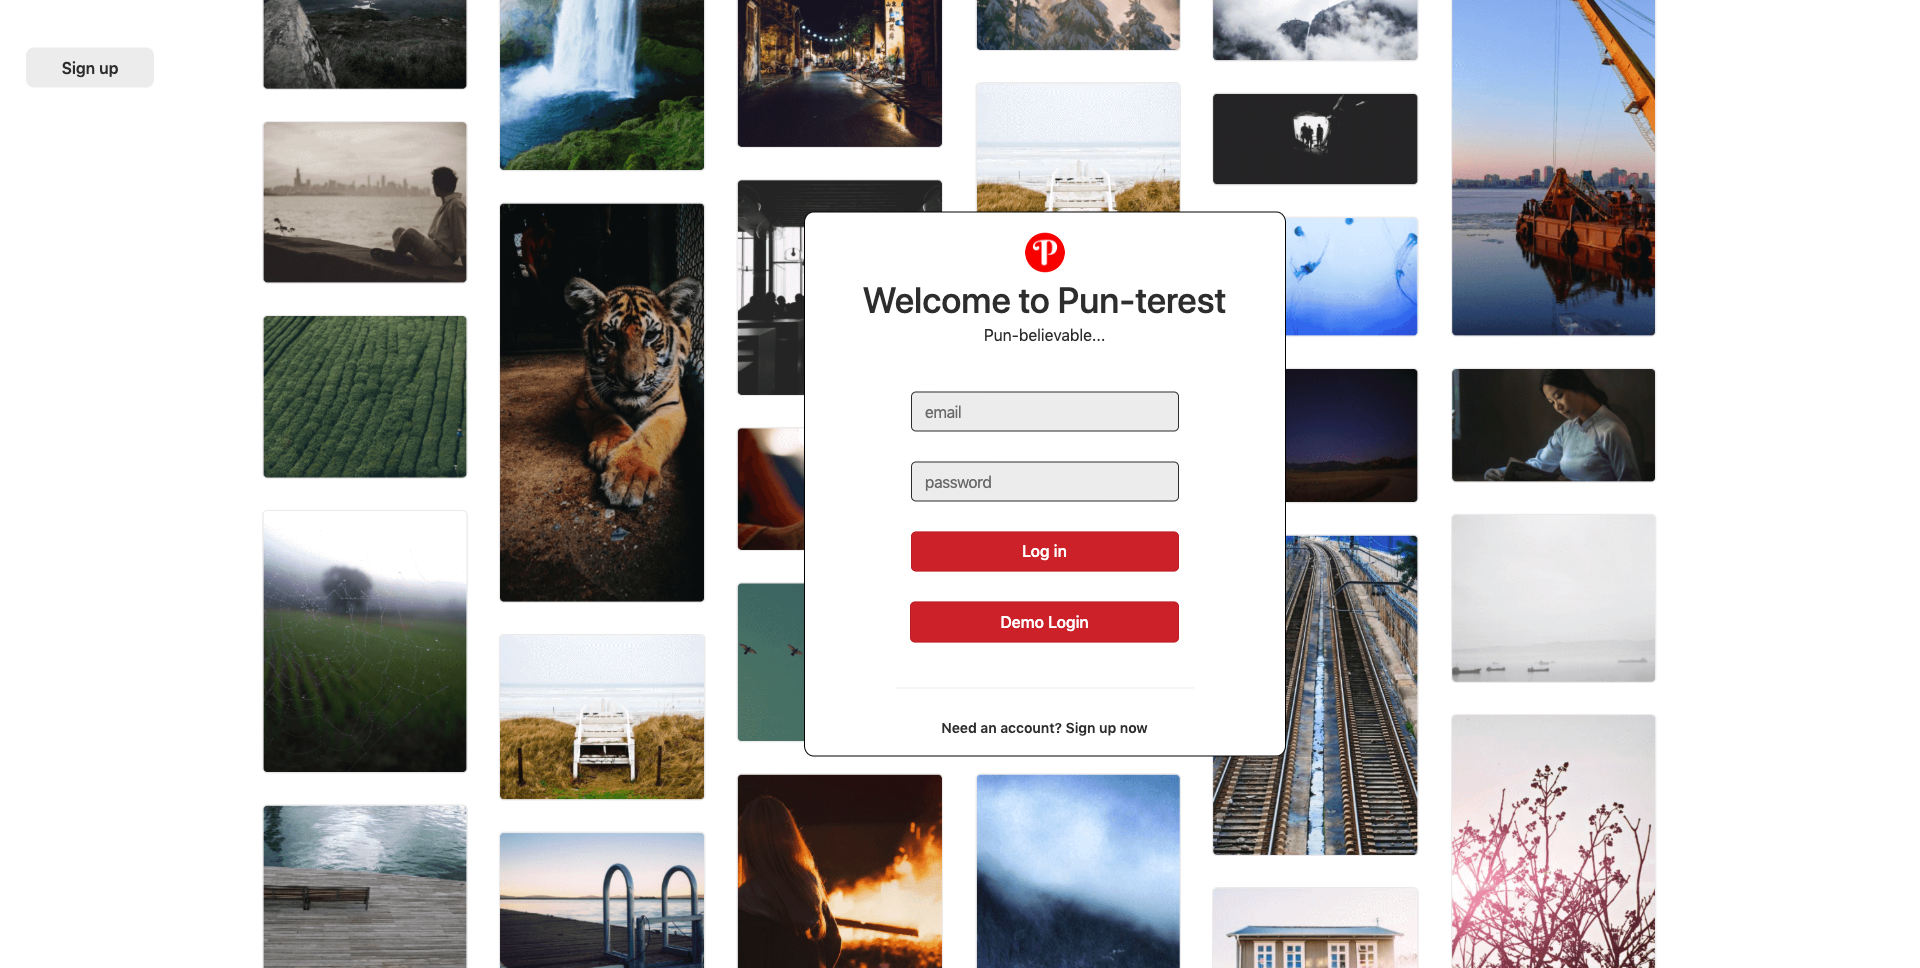 Sign up
Welcome to Pun-terest
Pun-believable...
email
password
Log in
Demo Login
Need an account? Sign up now